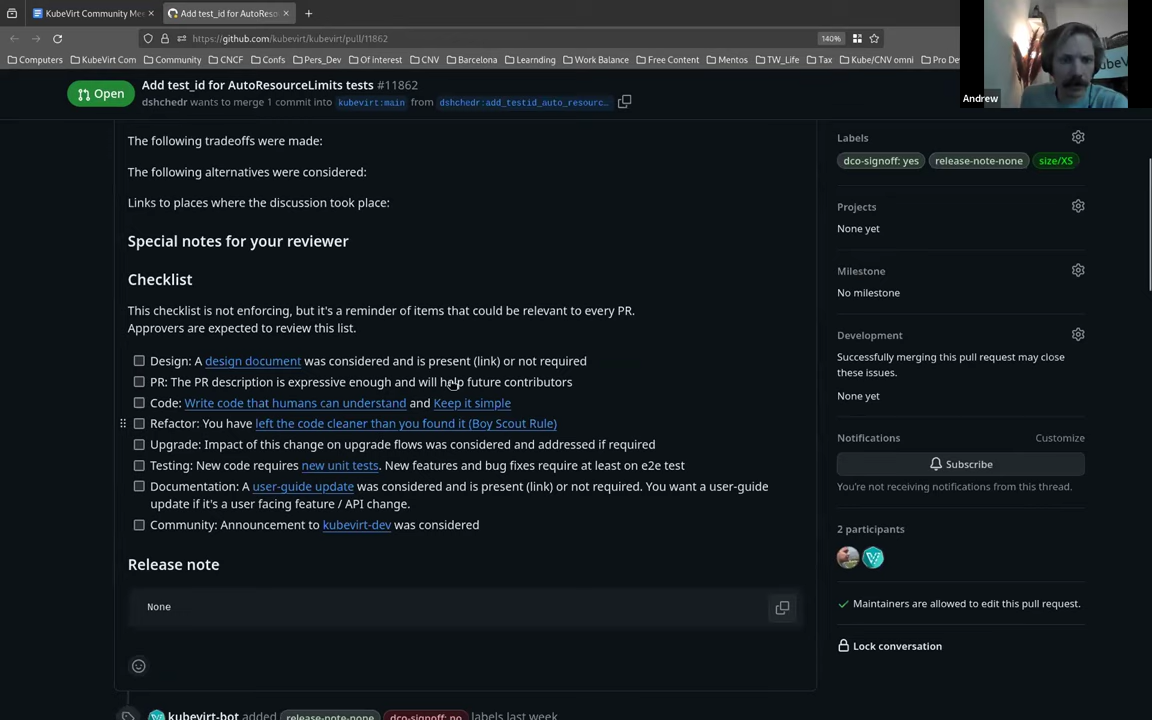 KubeVirt Community Me
Add test_id for AutoReso
https://github.com/kubevirt/kubevirt/pull/11862
140%
Computers
KubeVirt Com
Community
CNCF
Confs
Pers_Dev
Of interest
CNV
Barcelona
Learnding
Work Balance
Free Content
Mentos
TW_Life
Tax
Kube/CNV omni
Pro De
Andrew
Open
Add test_id for AutoResourceLimits tests #11862
dshchedr wants to merge 1 commit into kubevirt:main from dshchedr:add_testid_auto_resourc…
The following tradeoffs were made:
The following alternatives were considered:
Links to places where the discussion took place:
Special notes for your reviewer
Checklist
This checklist is not enforcing, but it's a reminder of items that could be relevant to every PR.
Approvers are expected to review this list.
Design: A design document was considered and is present (link) or not required
PR: The PR description is expressive enough and will help future contributors
Code: Write code that humans can understand and Keep it simple
Refactor: You have left the code cleaner than you found it (Boy Scout Rule)
Upgrade: Impact of this change on upgrade flows was considered and addressed if required
Testing: New code requires new unit tests. New features and bug fixes require at least on e2e test
Documentation: A user-guide update was considered and is present (link) or not required. You want a user-guide
update if it's a user facing feature / API change.
Community: Announcement to kubevirt-dev was considered
Release note
None
kubevirt-bot added release-note-none dco-signoff: no labels last week
Labels
dco-signoff: yes release-note-none size/XS
Projects
None yet
Milestone
No milestone
Development
Successfully merging this pull request may close
these issues.
None yet
Notifications Customize
Subscribe
You're not receiving notifications from this thread.
2 participants
Maintainers are allowed to edit this pull request.
Lock conversation